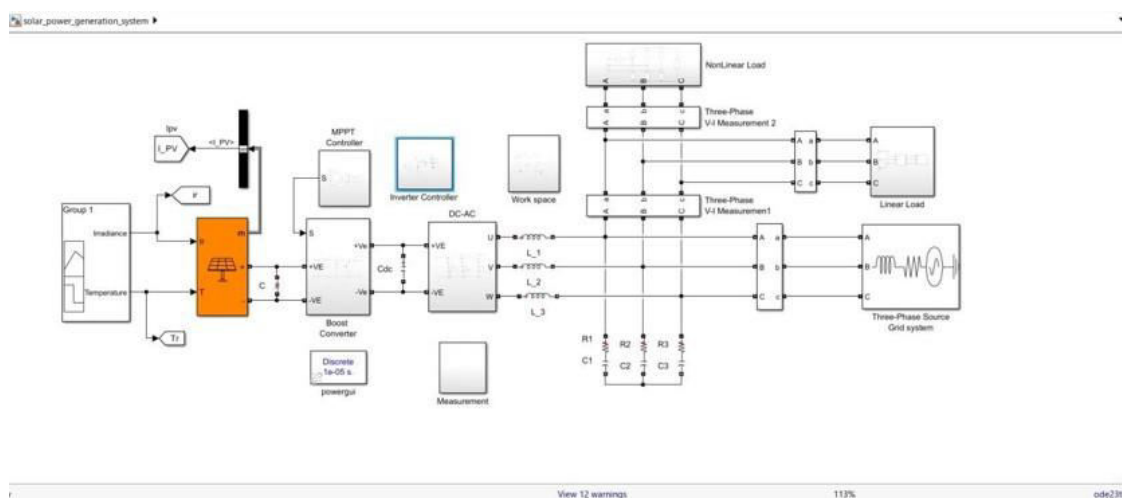 solar_power_generation_system
NonLinear Load
A B C
a b c
Three-Phase
V-I Measurement 2
A B C
Ipv
I_PV
<I_PV>
MPPT
Controller
S
Inverter Controller
Work space
A a
B b
C c
A
B
C
Linear Load
ir
Group 1
Irradiance
Temperature
Ir
T
m
+
-
C
S
+VE
-VE
+Ve
-Ve
Boost
Converter
Cdc
DC-AC
+VE
-VE
U
V
W
L_1
L_2
L_3
a b c
Three-Phase
V-I Measuremen1
A B C
A a
B b
C c
A
B
C
Three-Phase Source
Grid system
Tr
R1
R2
R3
C1
C2
C3
Discrete
1e-05 s.
powergui
Measurement
View 12 warnings
113%